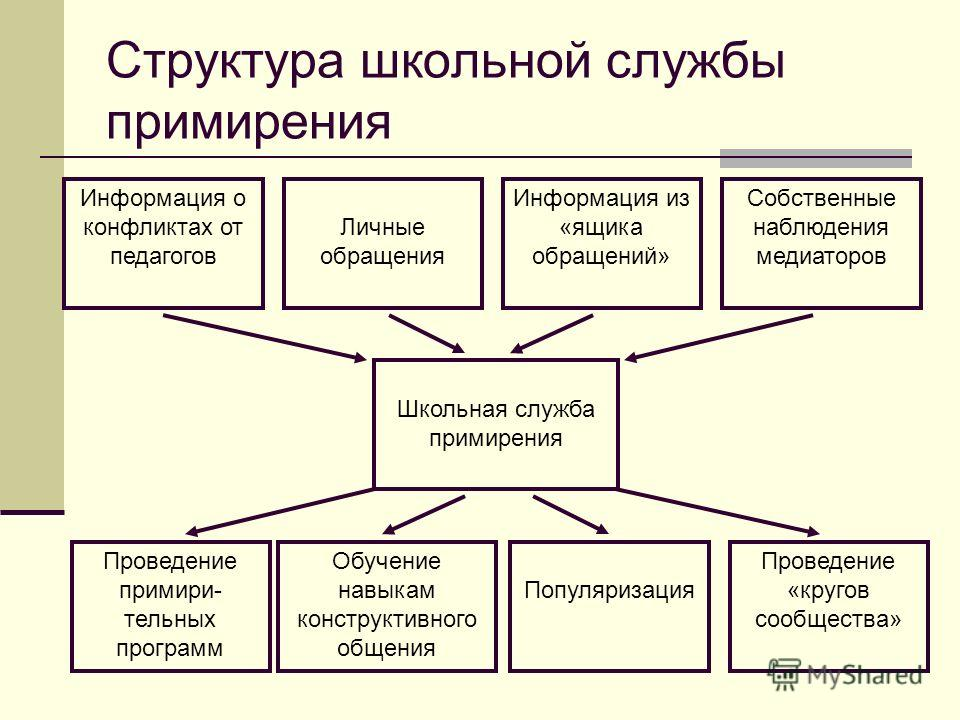 Структура школьной службы
примирения
Информация о
конфликтах от
педагогов
Личные
обращения
Информация из
«ящика
обращений»
Собственные
наблюдения
медиаторов
Школьная служба
примирения
Проведение
примири-
тельных
программ
Обучение
навыкам
конструктивного
общения
Популяризация
Проведение
«кругов
сообщества»
MyShared